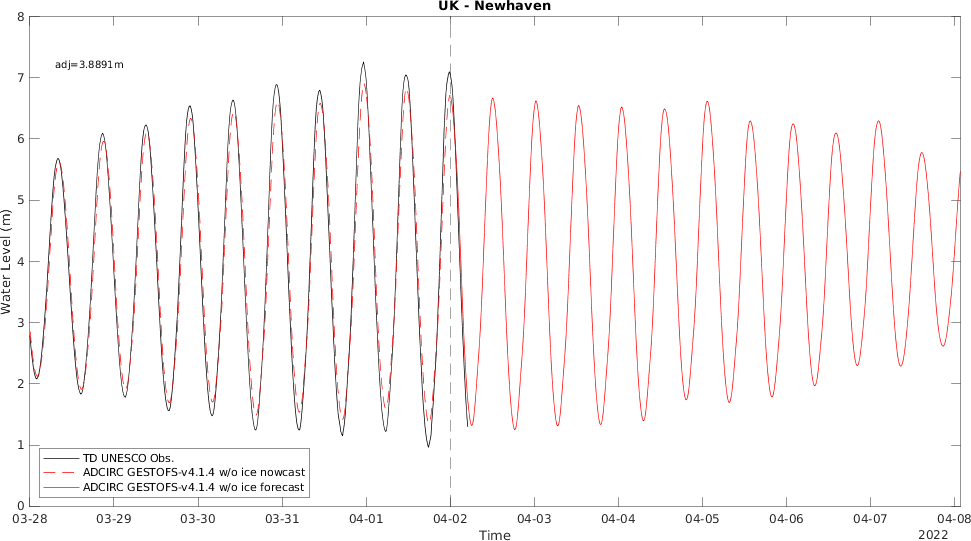 UK - Newhaven
8
7
6
5
4
3
2
1
0
Water Level (m)
adj=3.8891m
TD UNESCO Obs.
ADCIRC GESTOFS-v4.1.4 w/o ice nowcast
ADCIRC GESTOFS-v4.1.4 w/o ice forecast
03-28 03-29 03-30 03-31 04-01 04-02 04-03 04-04 04-05 04-06 04-07 04-08
Time
2022